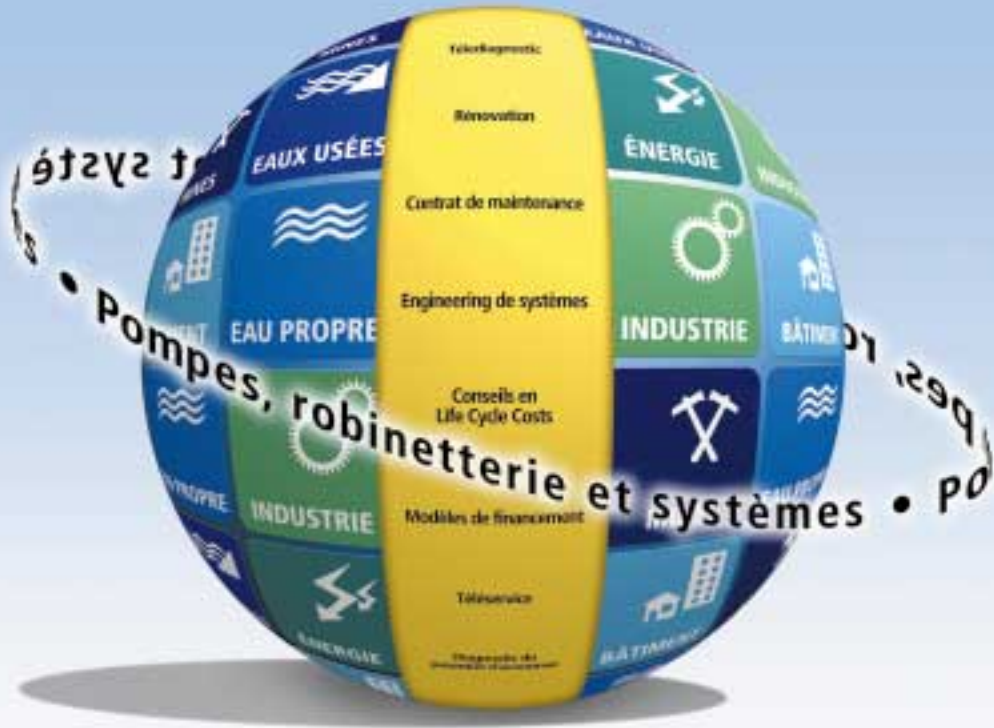 Télédiagnostic
Rénovation
Contrat de maintenance
Engineering de systèmes
Conseils en
Life Cycle Costs
Modèles de financement
Téléservice
EAUX USÉES
EAU PROPRE
INDUSTRIE
ÉNERGIE
ÉNERGIE
INDUSTRIE
BÂTIMENT
BÂTIMENT
• Pompes, robinetterie et systèmes •